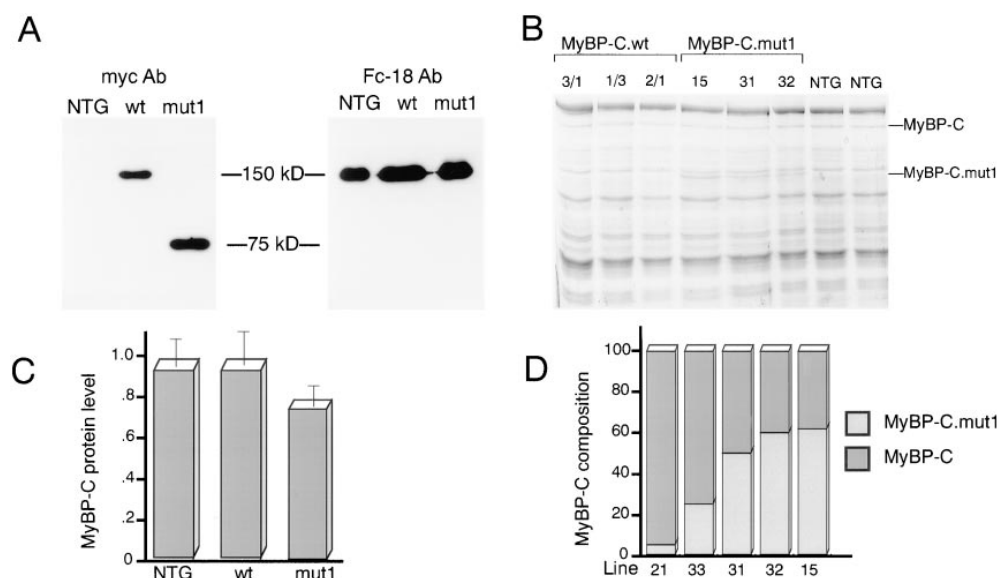 A
myc Ab
NTG wt mut1
Fc-18 Ab
NTG wt mut1
—150 kD—
—75 kD—
B
MyBP-C.wt MyBP-C.mut1
3/1 1/3 2/1 15 31 32 NTG NTG
MyBP-C
MyBP-C.mut1
C
MyBP-C protein level
1.0
.8
.6
.4
.2
0
NTG wt mut1
D
MyBP-C composition
100
80
60
40
20
0
Line 21 33 31 32 15
MyBP-C.mut1
MyBP-C